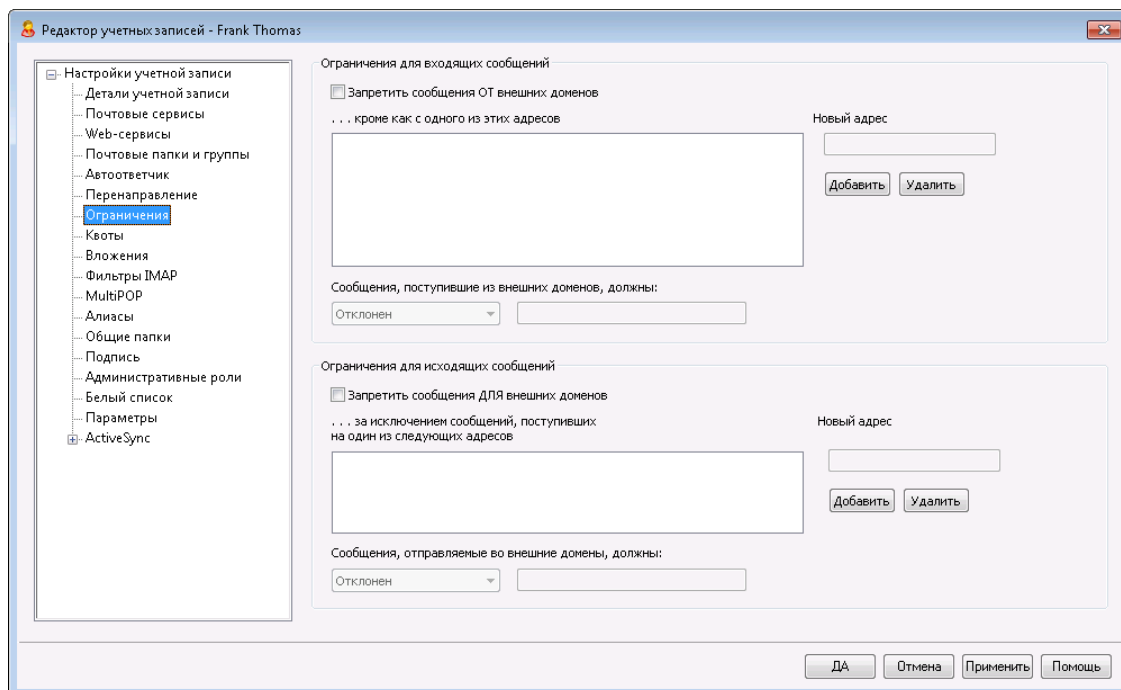 Редактор учетных записей - Frank Thomas
Настройки учетной записи
Детали учетной записи
Почтовые сервисы
Web-сервисы
Почтовые папки и группы
Автоответчик
Перенаправление
Ограничения
Квоты
Вложения
Фильтры IMAP
MultiPOP
Алиасы
Общие папки
Подпись
Административные роли
Белый список
Параметры
ActiveSync
Ограничения для входящих сообщений
Запретить сообщения ОТ внешних доменов
. . . кроме как с одного из этих адресов
Новый адрес
Добавить
Удалить
Сообщения, поступившие из внешних доменов, должны:
Отклонен
Ограничения для исходящих сообщений
Запретить сообщения ДЛЯ внешних доменов
. . . за исключением сообщений, поступивших
на один из следующих адресов
Новый адрес
Добавить
Удалить
Сообщения, отправляемые во внешние домены, должны:
Отклонен
ДА
Отмена
Применить
Помощь